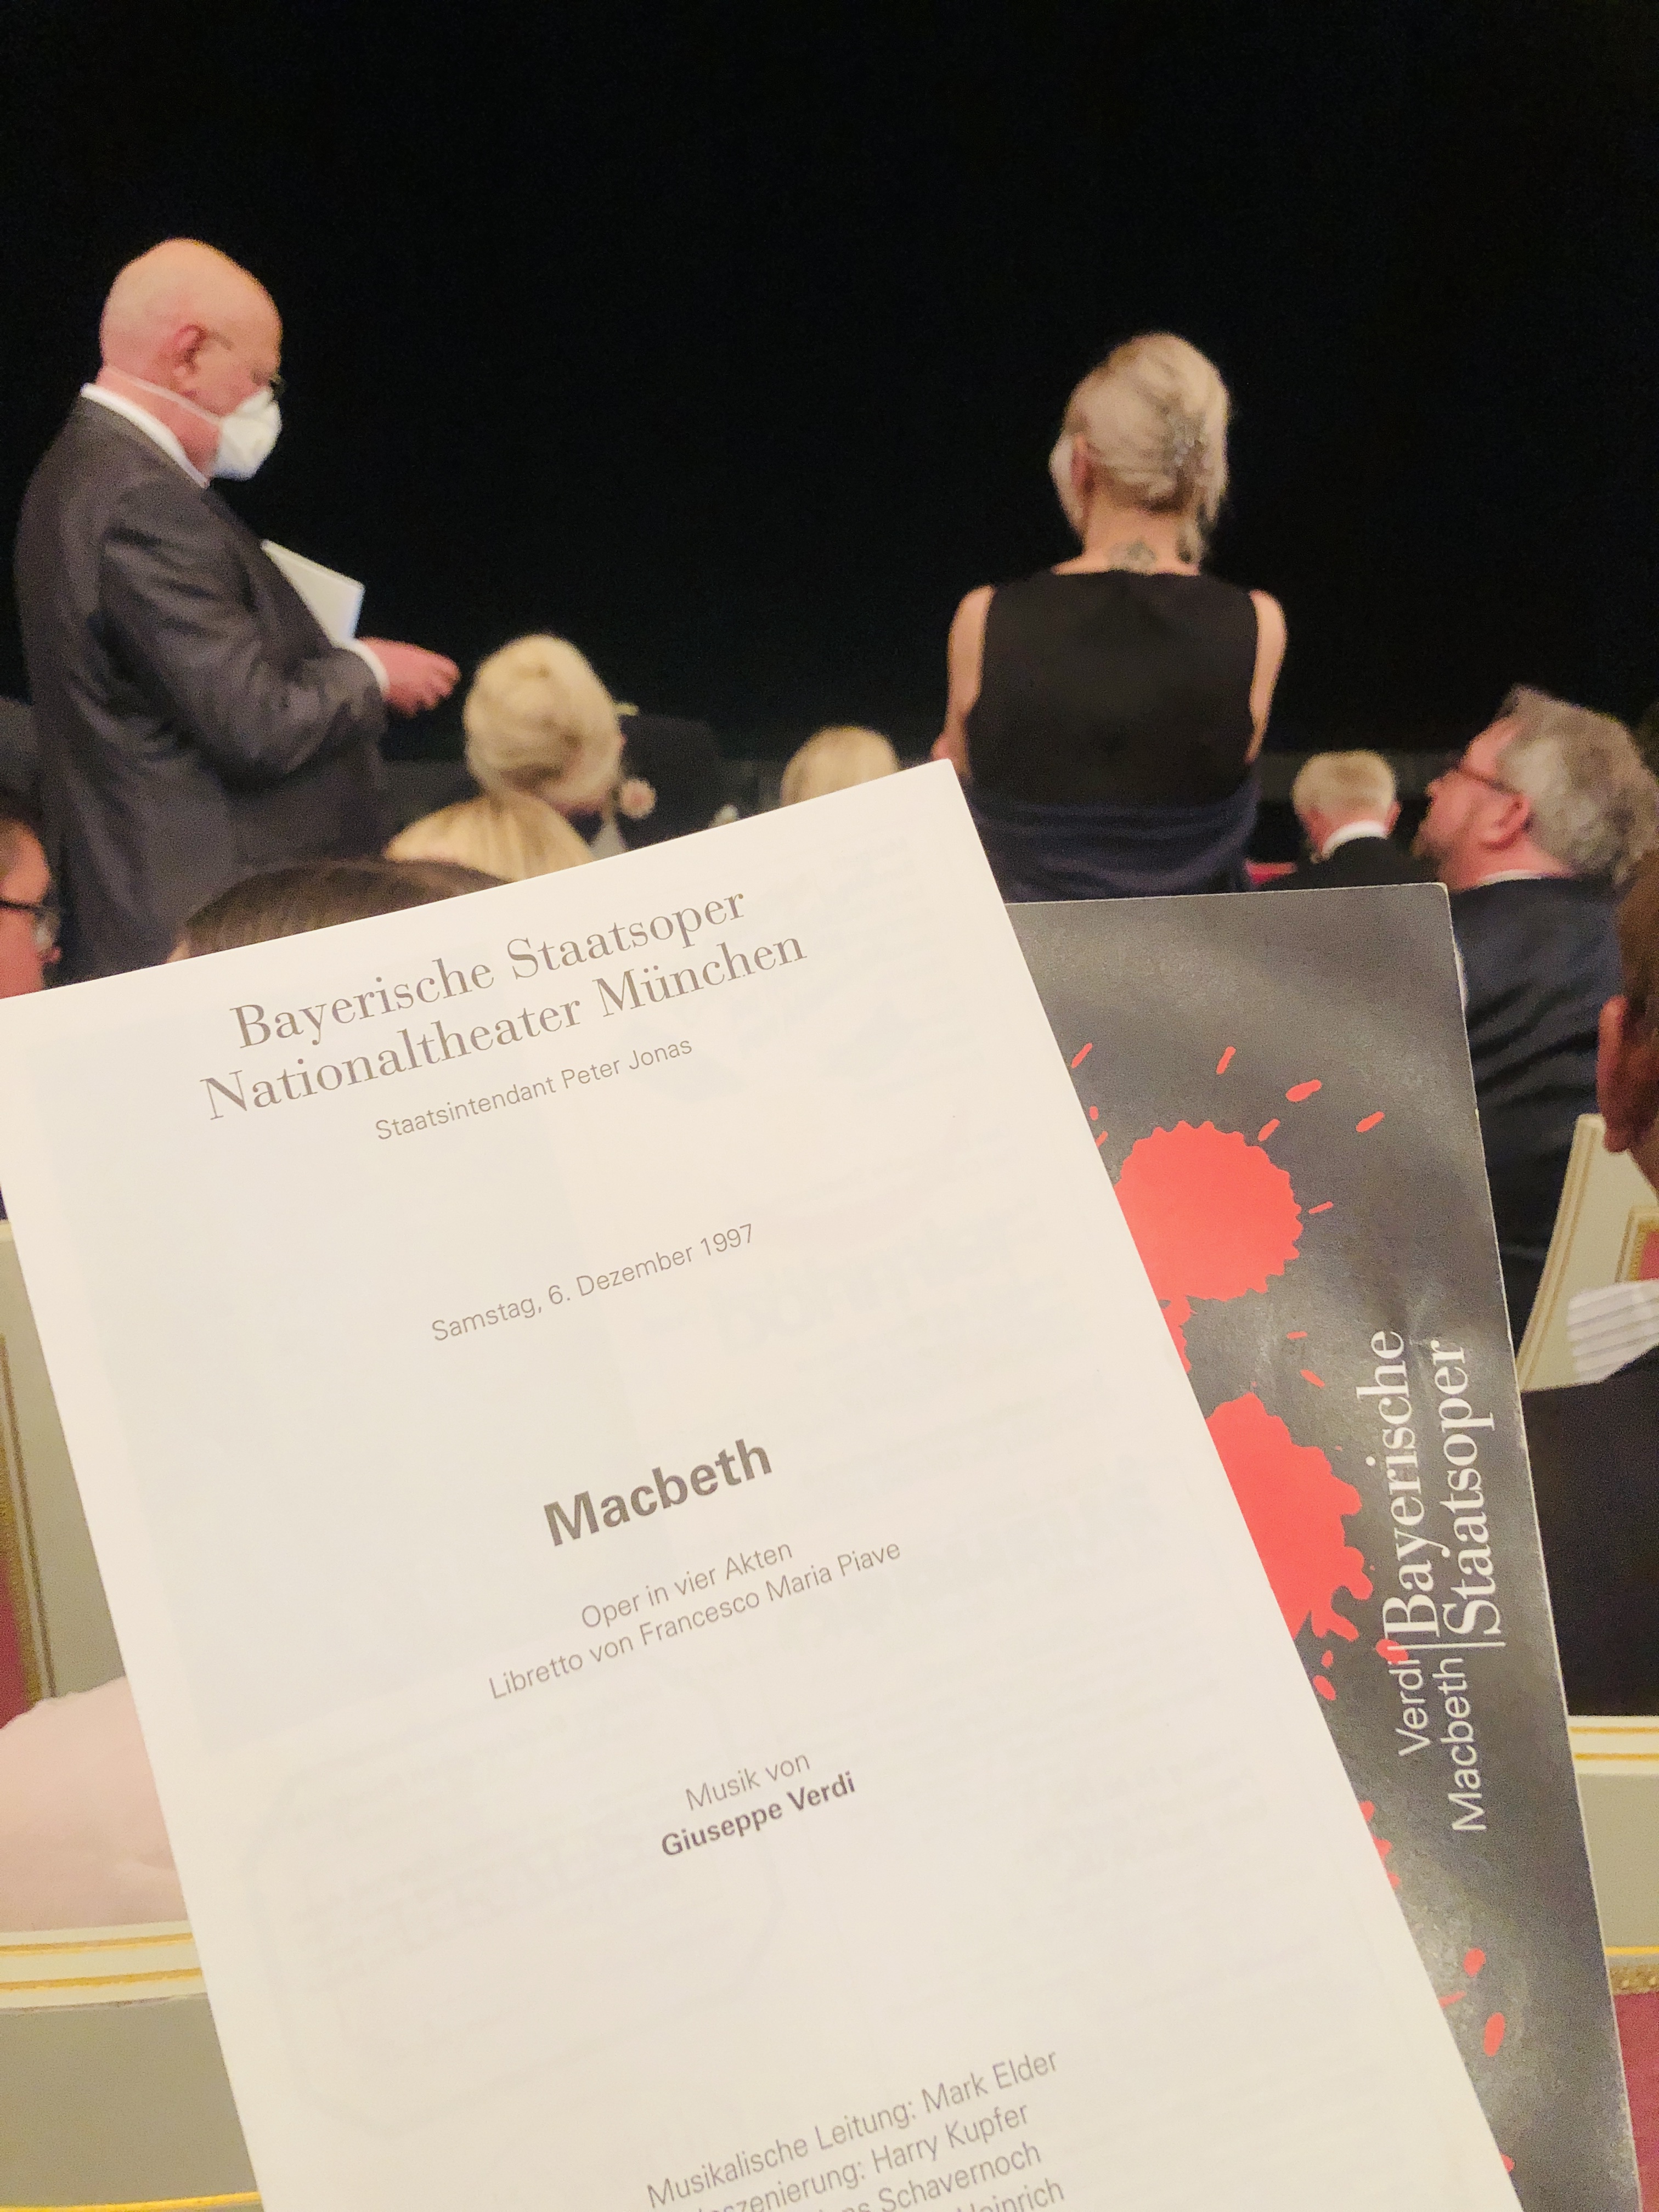 Bayerische Staatsoper
Nationaltheater München
Staatsintendant Peter Jonas
Samstag, 6. Dezember 1997
Macbeth
Oper in vier Akten
Libretto von Francesco Maria Piave
Musik von
Giuseppe Verdi
Musikalische Leitung: Mark Elder
Harry Kupfer
Schavernoch
Heinrich
Verdi
Macbeth
Bayerische
Staatsoper